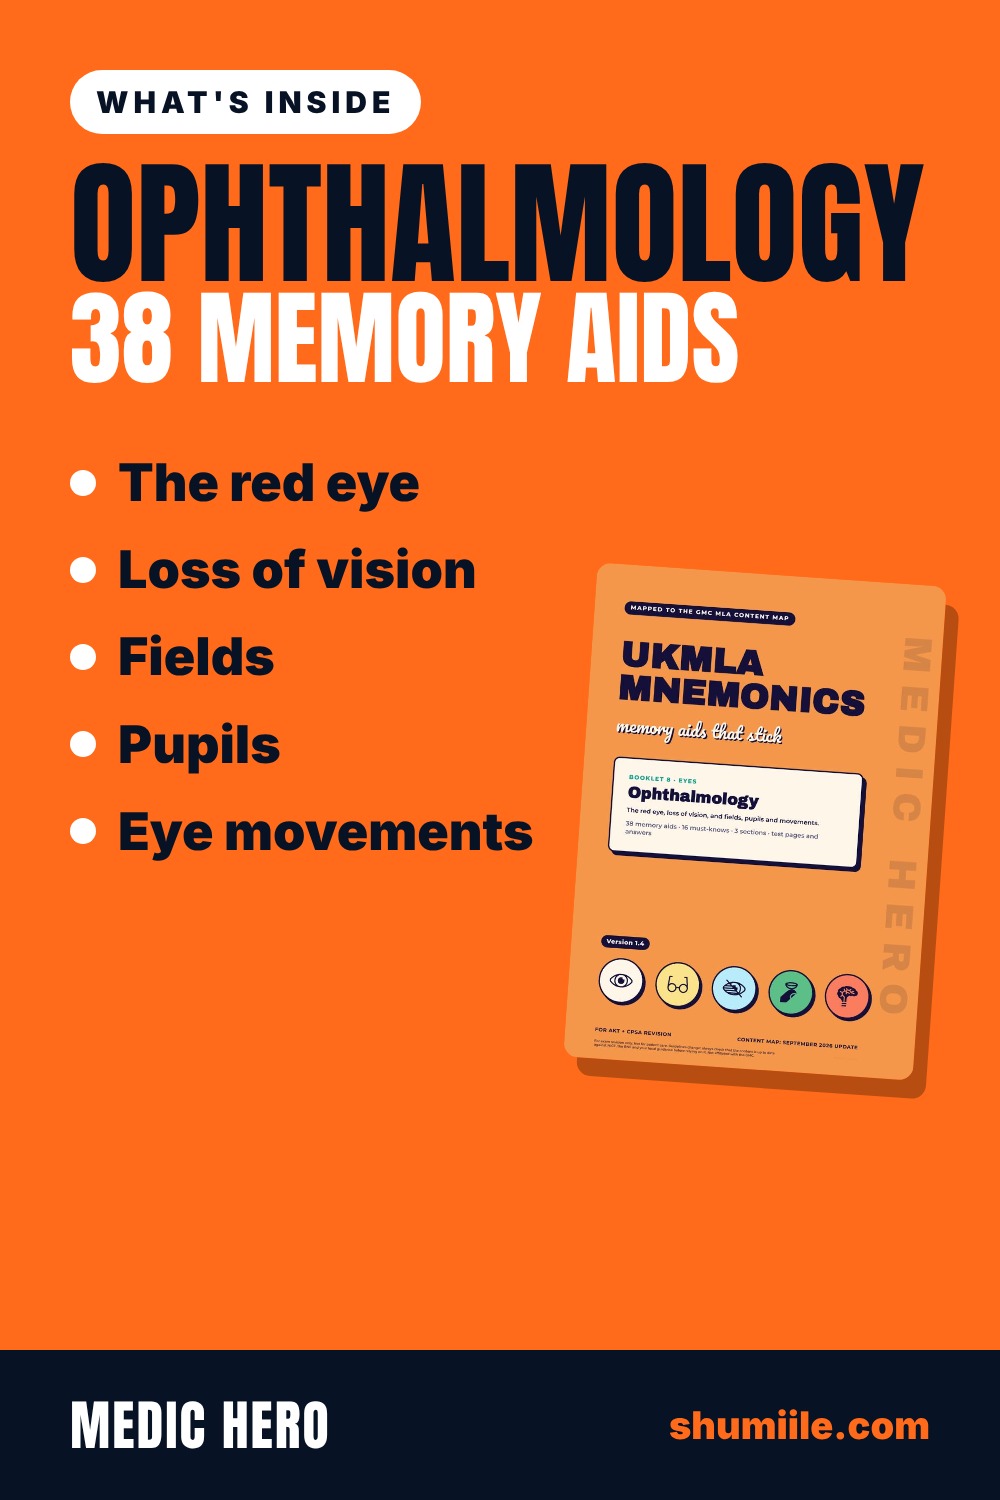 WHAT'S INSIDE
OPHTHALMOLOGY
38 MEMORY AIDS
The red eye
Loss of vision
Fields
Pupils
Eye movements
MAPPED TO THE GMC MLA CONTENT MAP
UKMLA
MNEMONICS
memory aids that stick
BOOKLET 8 · EYES
Ophthalmology
The red eye, loss of vision, and fields, pupils and movements.
38 memory aids · 16 must-knows · 3 sections · test pages and
answers
MEDIC HERO
Version 1.4
FOR AKT + CPSA REVISION
CONTENT MAP: SEPTEMBER 2026 UPDATE
MEDIC HERO
shumiile.com